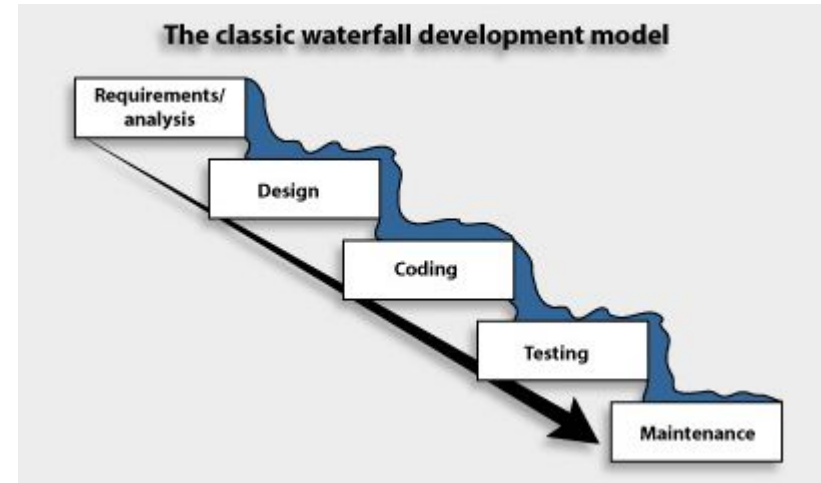 The classic waterfall development model
Requirements/
analysis
Design
Coding
Testing
Maintenance